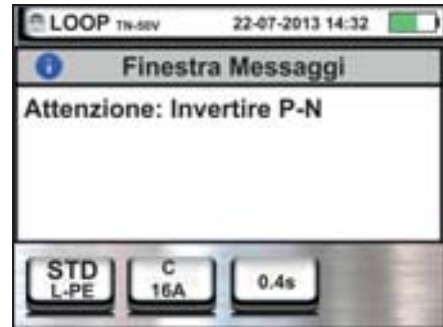 LOOP TN-50V 22-07-2013 14:32
Finestra Messaggi
Attenzione: Invertire P-N
STD C 0.4s
L-PE 16A